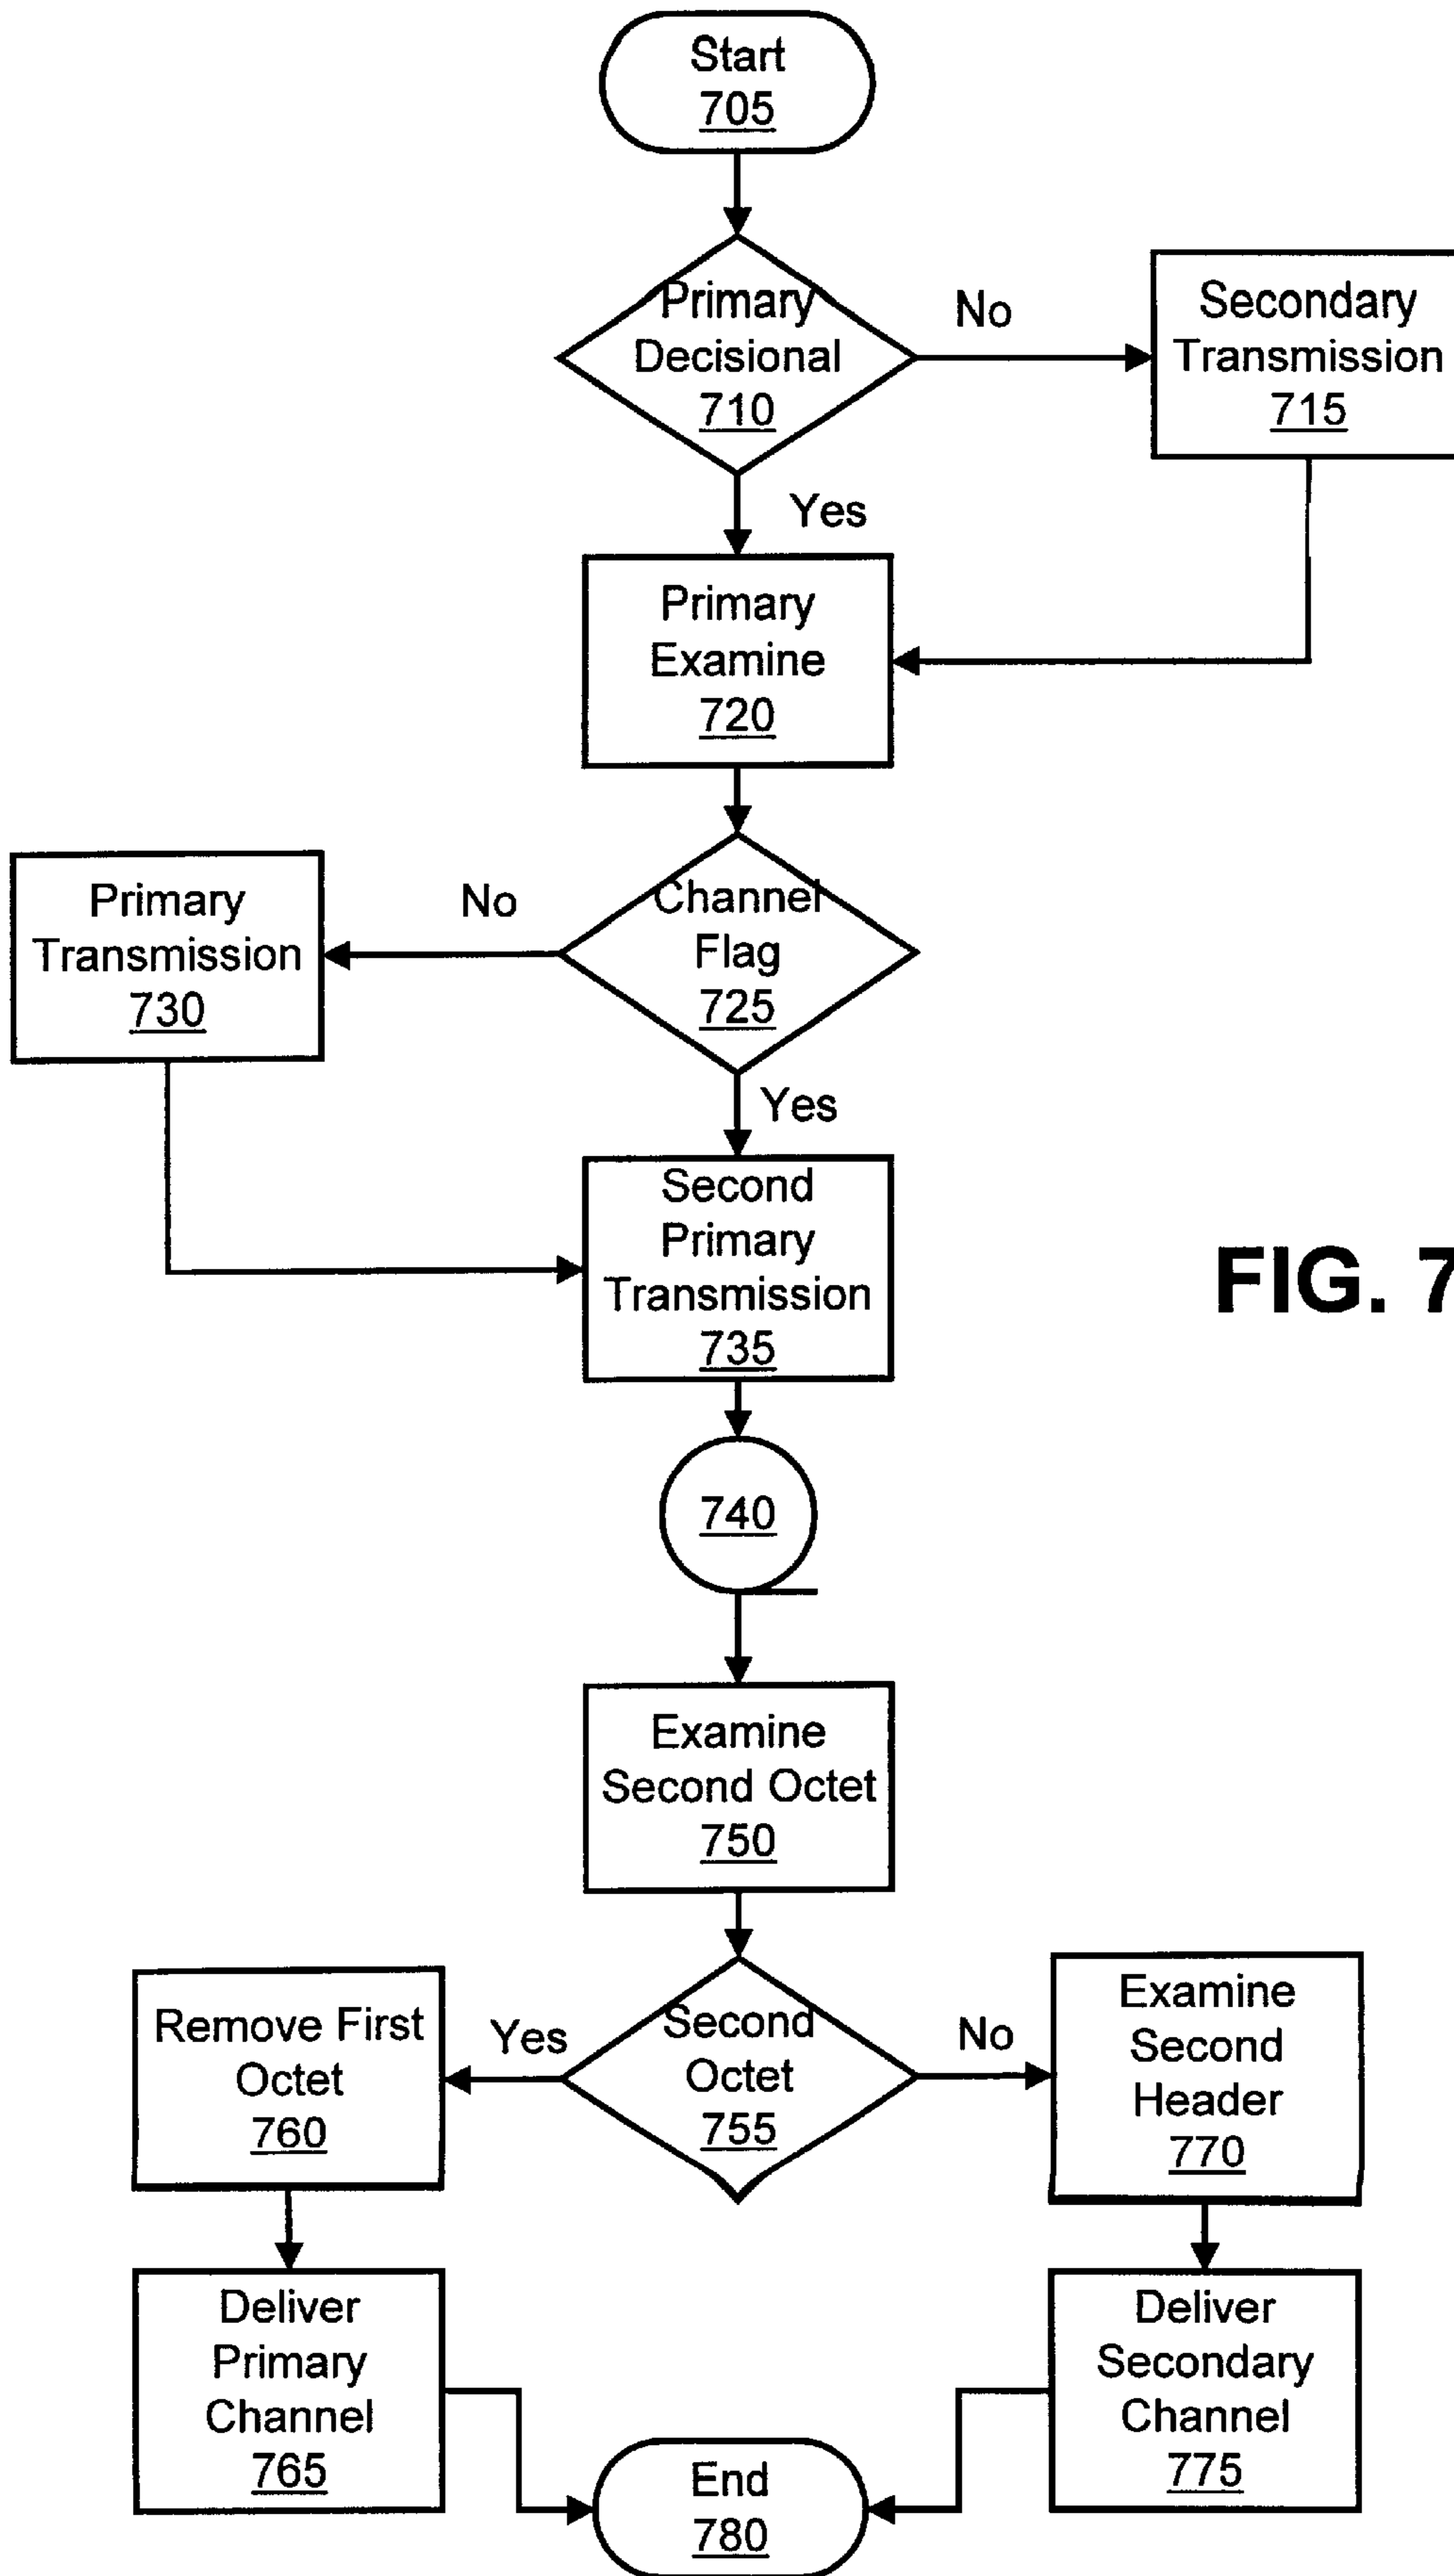 Start
705
Primary
Decisional
710
No
Secondary
Transmission
715
Yes
Primary
Examine
720
Primary
Transmission
730
No
Channel
Flag
725
Yes
Second
Primary
Transmission
735
FIG. 7
740
Examine
Second Octet
750
Remove First
Octet
760
Yes
Second
Octet
755
No
Examine
Second
Header
770
Deliver
Primary
Channel
765
Deliver
Secondary
Channel
775
End
780